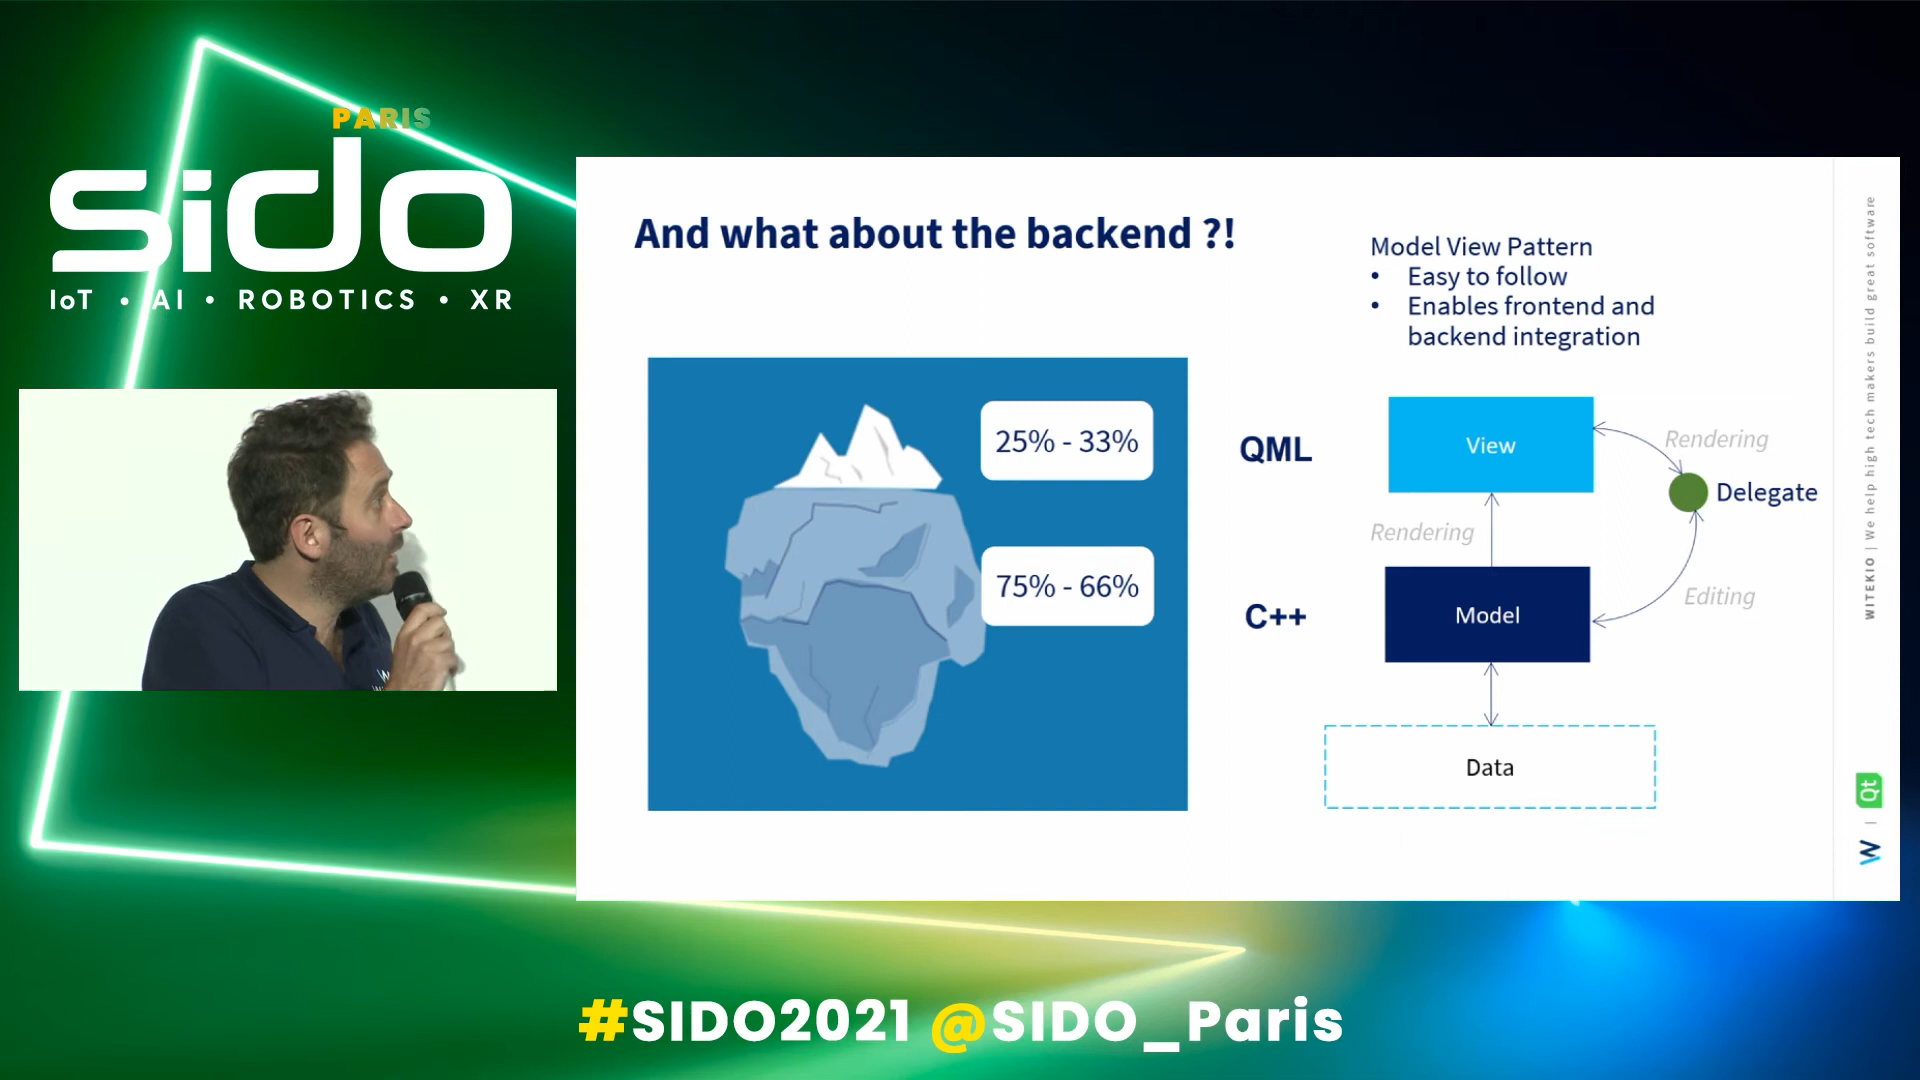 PARIS
sido
IoT • AI • ROBOTICS • XR
And what about the backend ?!
Model View Pattern
• Easy to follow
• Enables frontend and
backend integration
25% - 33%
75% - 66%
QML
C++
View
Rendering
Delegate
Rendering
Model
Editing
Data
WITEKIO | We help high tech makers build great software
W | Qt
#SIDO2021 @SIDO_Paris